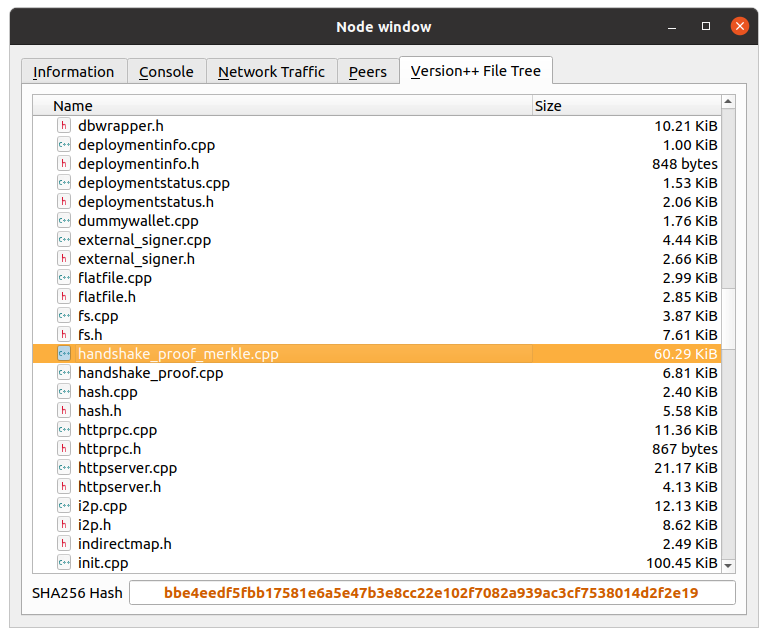 Node window
Information Console Network Traffic Peers Version++ File Tree
Name Size
h dbwrapper.h 10.21 KiB
c++ deploymentinfo.cpp 1.00 KiB
h deploymentinfo.h 848 bytes
c++ deploymentstatus.cpp 1.53 KiB
h deploymentstatus.h 2.06 KiB
c++ dummywallet.cpp 1.76 KiB
c++ external_signer.cpp 4.44 KiB
h external_signer.h 2.66 KiB
c++ flatfile.cpp 2.99 KiB
h flatfile.h 2.85 KiB
c++ fs.cpp 3.87 KiB
h fs.h 7.61 KiB
c++ handshake_proof_merkle.cpp 60.29 KiB
c++ handshake_proof.cpp 6.81 KiB
c++ hash.cpp 2.40 KiB
h hash.h 5.58 KiB
c++ httprpc.cpp 11.36 KiB
h httprpc.h 867 bytes
c++ httpserver.cpp 21.17 KiB
h httpserver.h 4.13 KiB
c++ i2p.cpp 12.13 KiB
h i2p.h 8.62 KiB
h indirectmap.h 2.49 KiB
c++ init.cpp 100.45 KiB
SHA256 Hash bbe4eedf5fbb17581e6a5e47b3e8cc22e102f7082a939ac3cf7538014d2f2e19